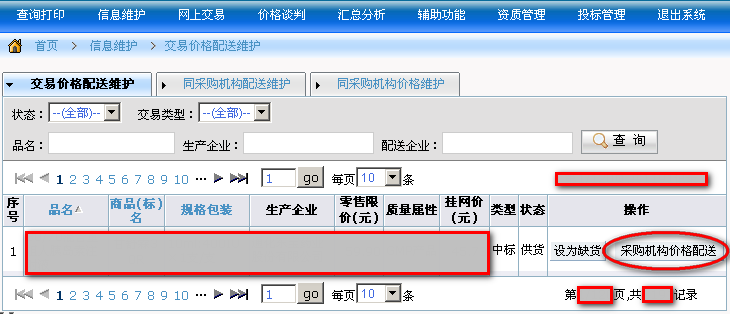 查询打印 信息维护 网上交易 价格谈判 汇总分析 辅助功能 资质管理 投标管理 退出系统
首页 > 信息维护 > 交易价格配送维护
交易价格配送维护 同采购机构配送维护 同采购机构价格维护
状态： --(全部)-- 交易类型： --(全部)--
品名： 生产企业： 配送企业： 查 询
1 2 3 4 5 6 7 8 9 10 ··· 1 go 每页 10 条
序号 品名 商品(标)名 规格包装 生产企业 零售限价(元) 质量属性 挂网价(元) 类型 状态 操作
1 中标 供货 设为缺货 采购机构价格配送
1 2 3 4 5 6 7 8 9 10 ··· 1 go 每页 10 条 第 页,共 记录